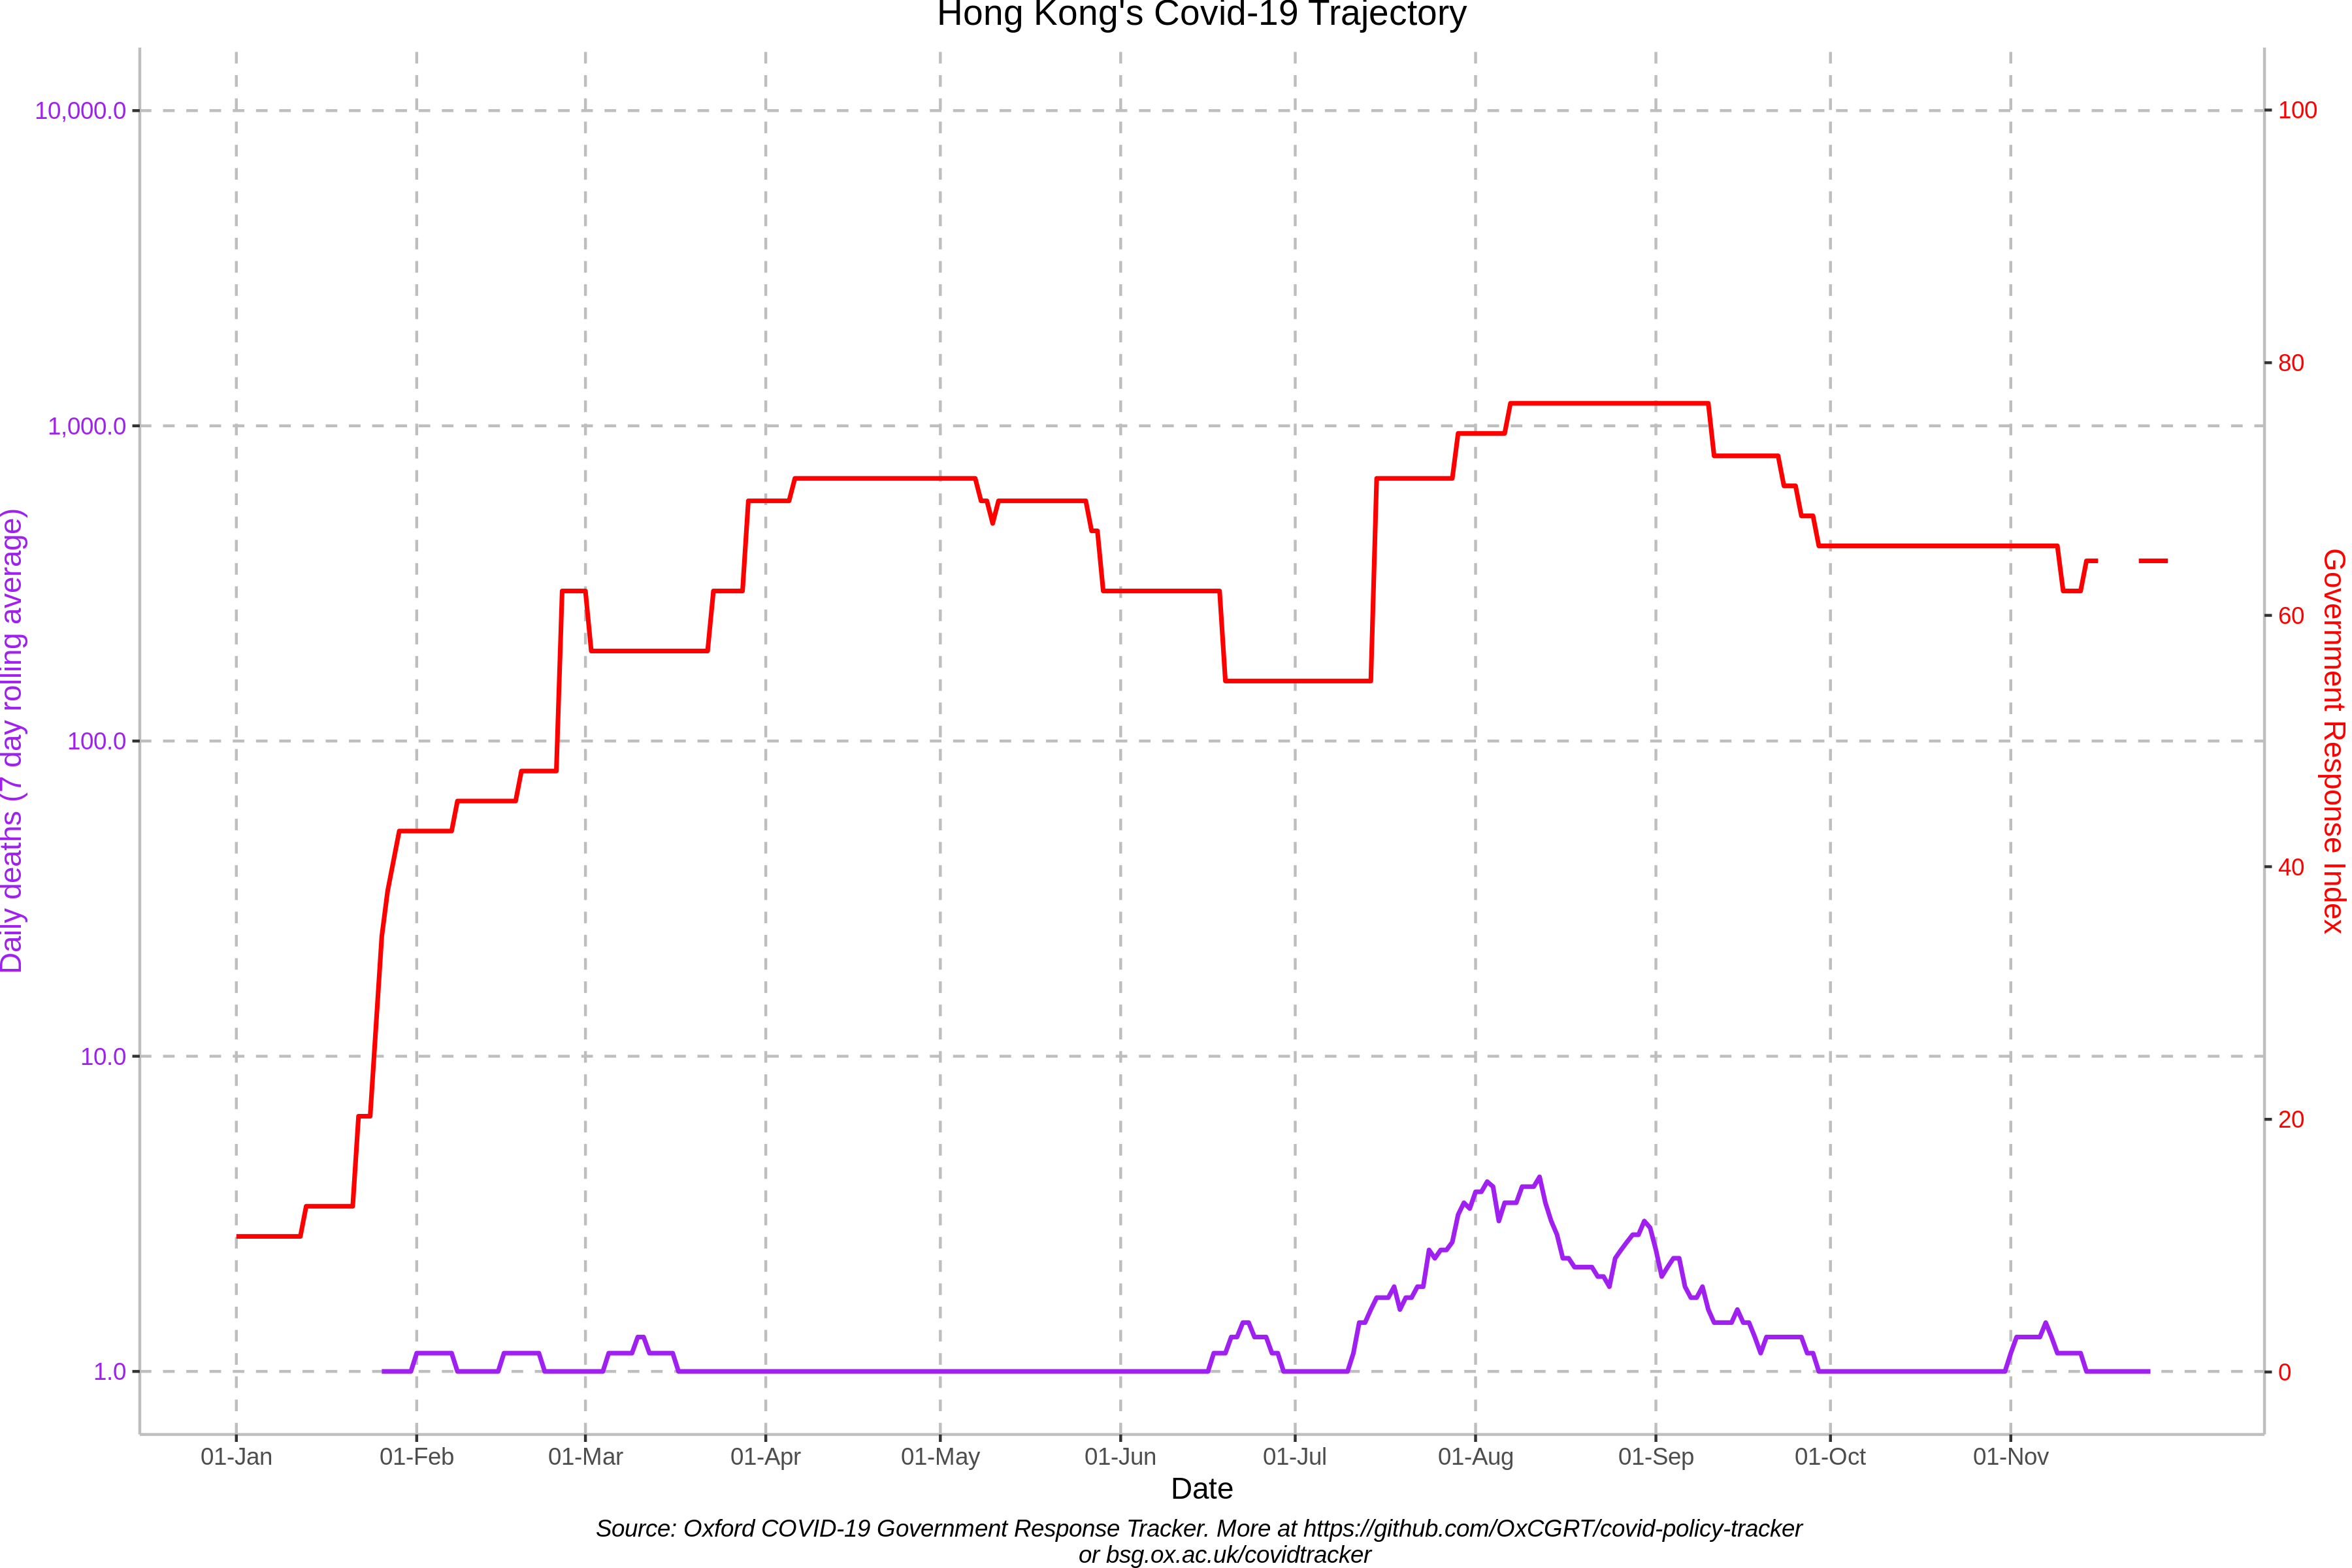 Hong Kong's Covid-19 Trajectory
10,000.0
1,000.0
100.0
10.0
1.0
Daily deaths (7 day rolling average)
100
80
60
40
20
0
Government Response Index
01-Jan
01-Feb
01-Mar
01-Apr
01-May
01-Jun
01-Jul
01-Aug
01-Sep
01-Oct
01-Nov
Date
Source: Oxford COVID-19 Government Response Tracker. More at https://github.com/OxCGRT/covid-policy-tracker
or bsg.ox.ac.uk/covidtracker